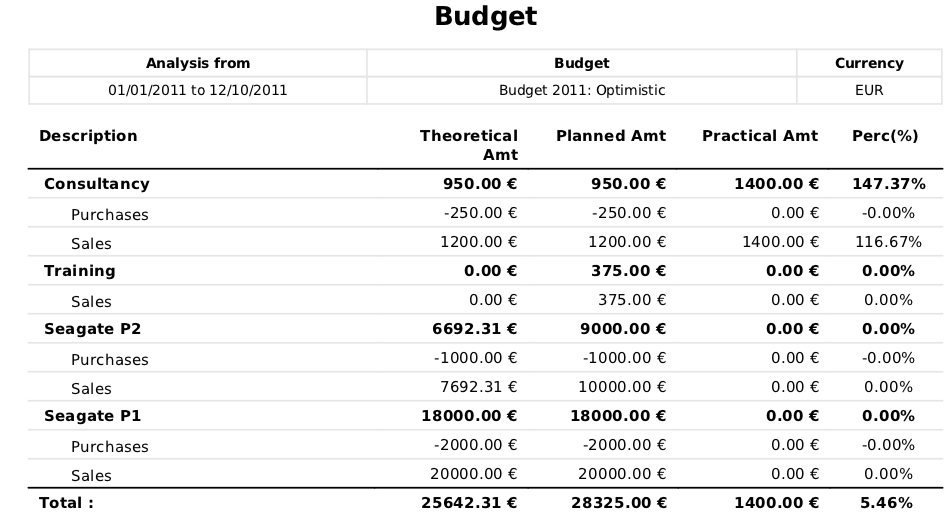 Budget
Analysis from Budget Currency
01/01/2011 to 12/10/2011 Budget 2011: Optimistic EUR
Description Theoretical Amt Planned Amt Practical Amt Perc(%)
Consultancy 950.00 € 950.00 € 1400.00 € 147.37%
Purchases -250.00 € -250.00 € 0.00 € -0.00%
Sales 1200.00 € 1200.00 € 1400.00 € 116.67%
Training 0.00 € 375.00 € 0.00 € 0.00%
Sales 0.00 € 375.00 € 0.00 € 0.00%
Seagate P2 6692.31 € 9000.00 € 0.00 € 0.00%
Purchases -1000.00 € -1000.00 € 0.00 € -0.00%
Sales 7692.31 € 10000.00 € 0.00 € 0.00%
Seagate P1 18000.00 € 18000.00 € 0.00 € 0.00%
Purchases -2000.00 € -2000.00 € 0.00 € -0.00%
Sales 20000.00 € 20000.00 € 0.00 € 0.00%
Total : 25642.31 € 28325.00 € 1400.00 € 5.46%